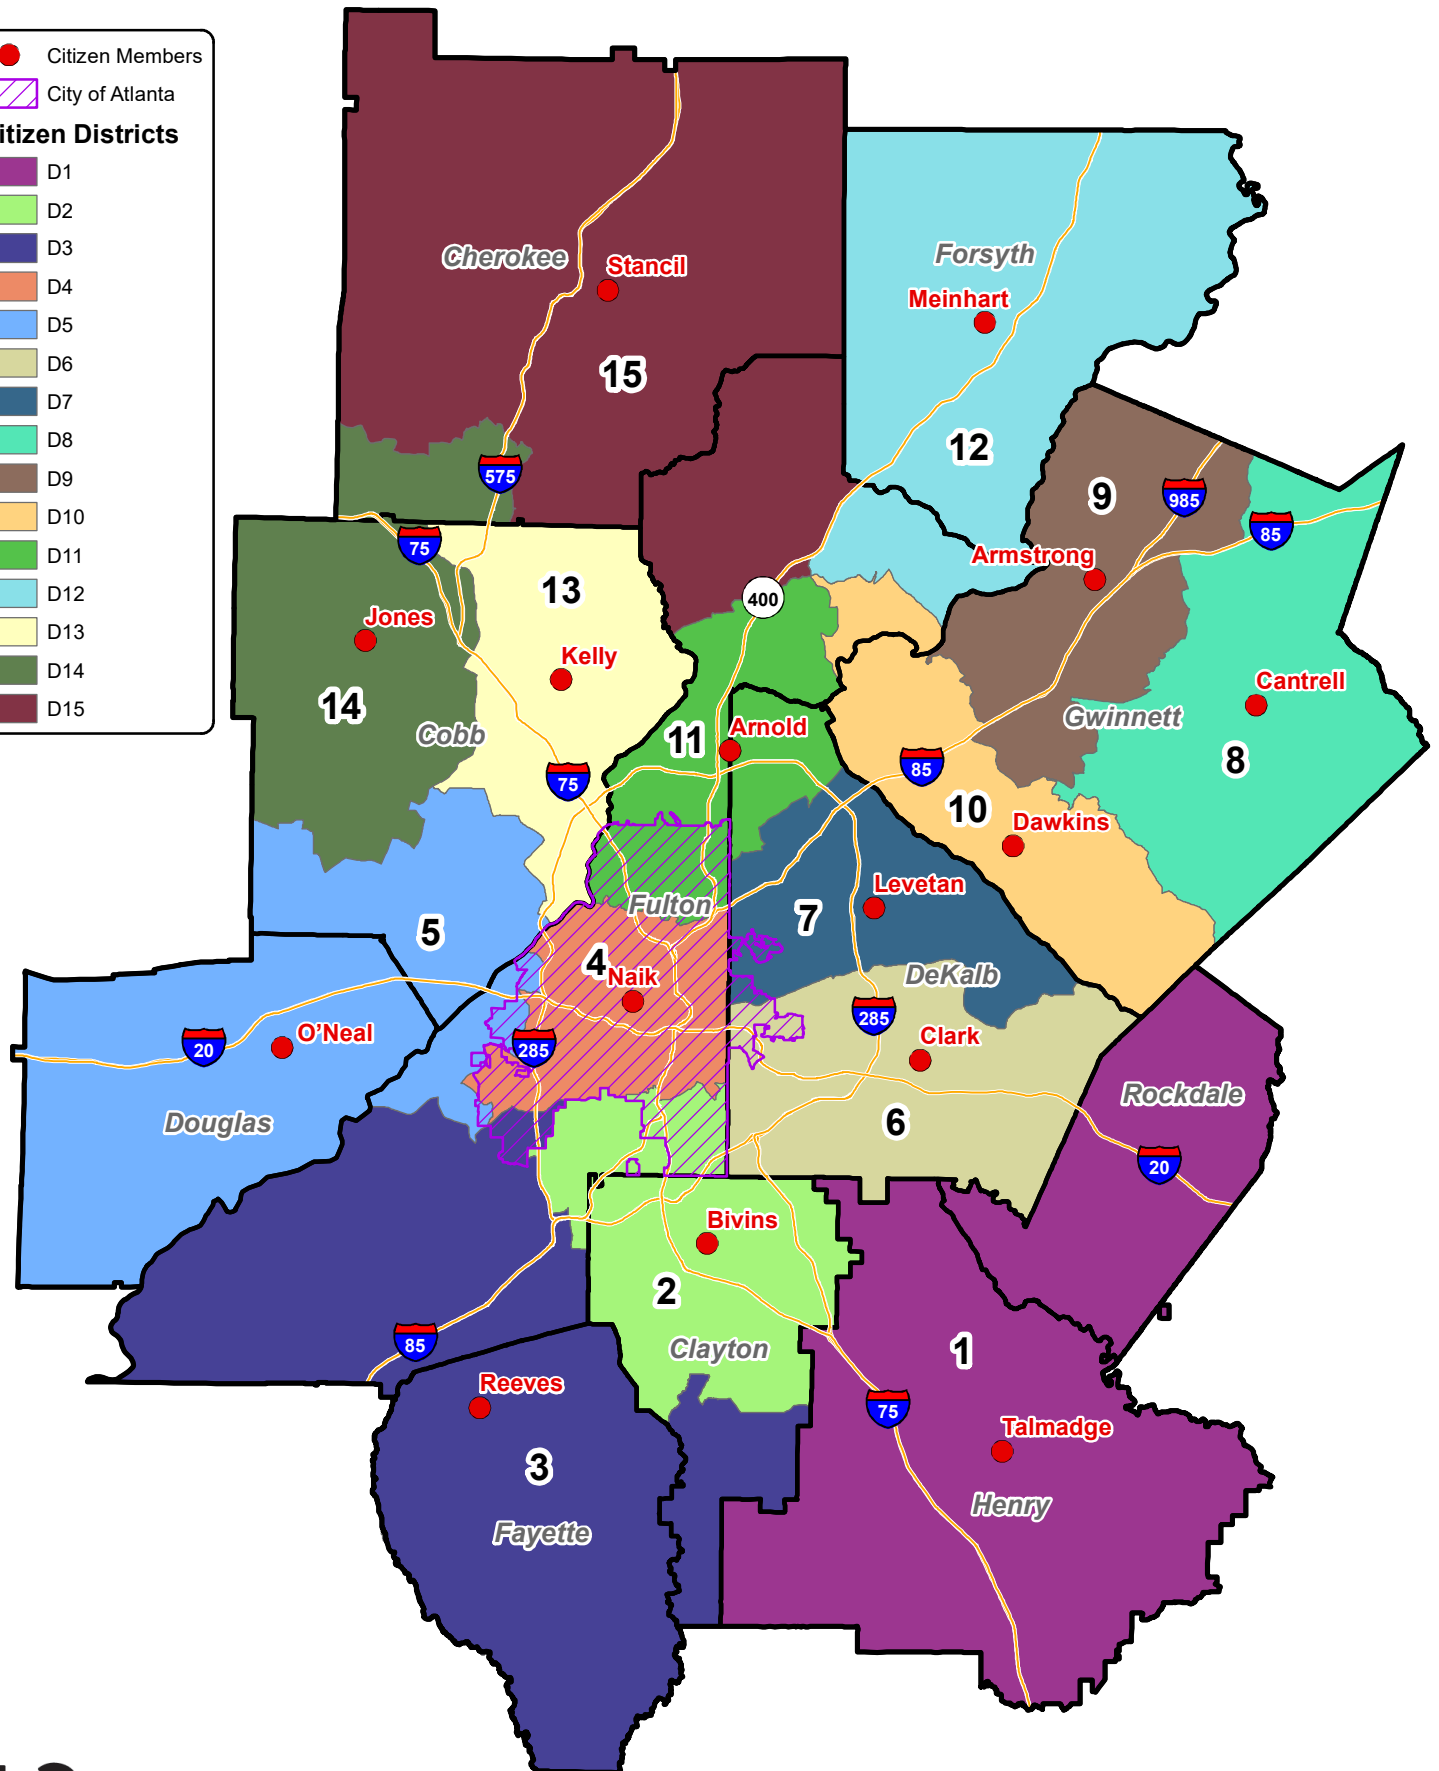 Citizen Members
City of Atlanta
itizen Districts
D1
D2
D3
D4
D5
D6
D7
D8
D9
D10
D11
D12
D13
D14
D15
Cherokee
Stancil
15
Forsyth
Meinhart
12
575
9
985
85
75
Armstrong
13
400
Jones
Kelly
Cantrell
14
Cobb
11
Arnold
Gwinnett
8
75
85
10
Dawkins
Levetan
Fulton
7
5
4
Naik
DeKalb
285
O'Neal
20
285
Clark
Douglas
6
Rockdale
20
Bivins
2
85
Clayton
1
Reeves
75
Talmadge
3
Henry
Fayette